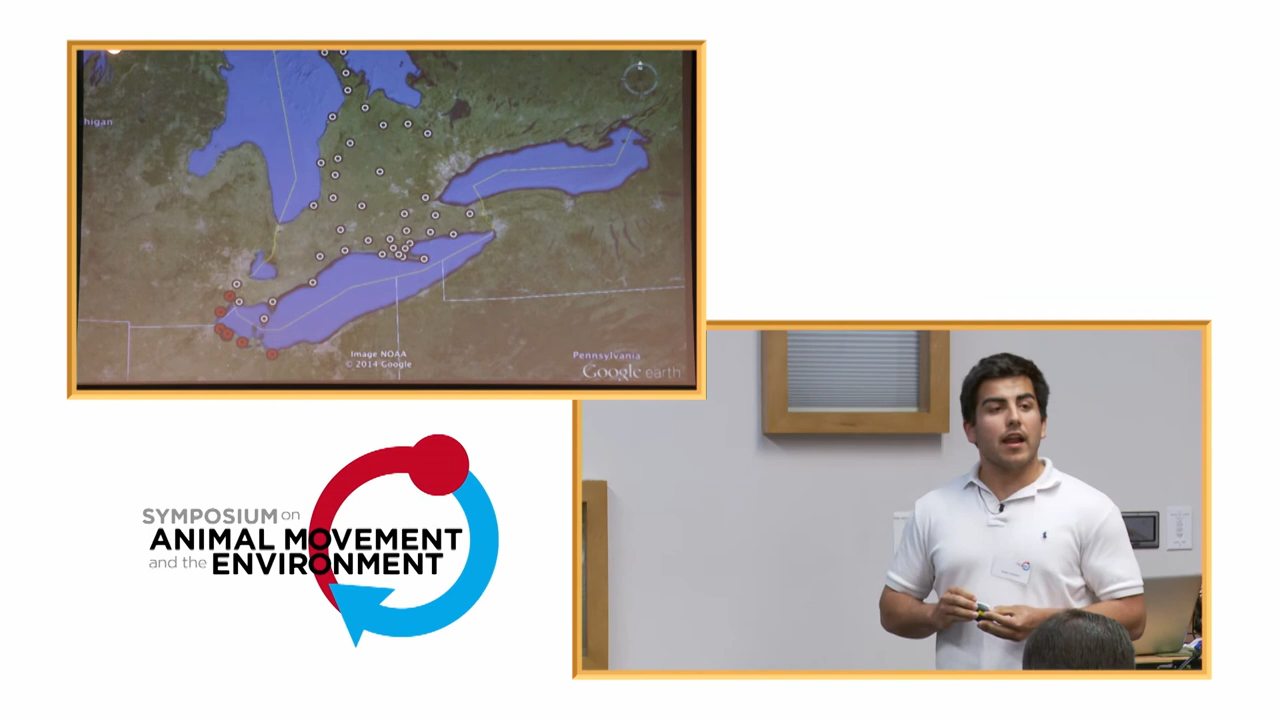 higan
N
Image NOAA
© 2014 Google
Pennsylvania
Google earth
SYMPOSIUM on
ANIMAL MOVEMENT
and the ENVIRONMENT